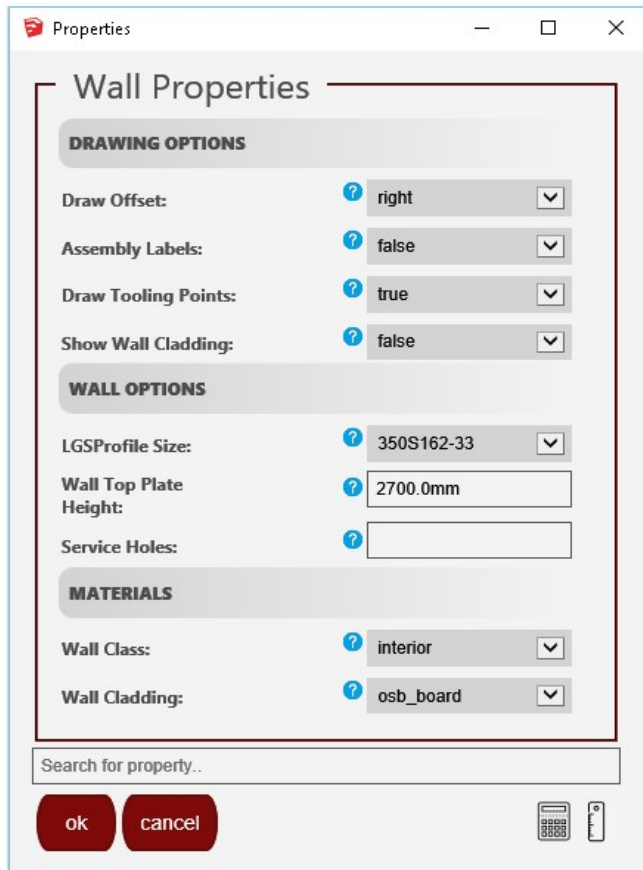 Properties
Wall Properties
DRAWING OPTIONS
Draw Offset: ? right
Assembly Labels: ? false
Draw Tooling Points: ? true
Show Wall Cladding: ? false
WALL OPTIONS
LGSProfile Size: ? 350S162-33
Wall Top Plate
Height: ? 2700.0mm
Service Holes: ?
MATERIALS
Wall Class: ? interior
Wall Cladding: ? osb_board
Search for property..
ok cancel